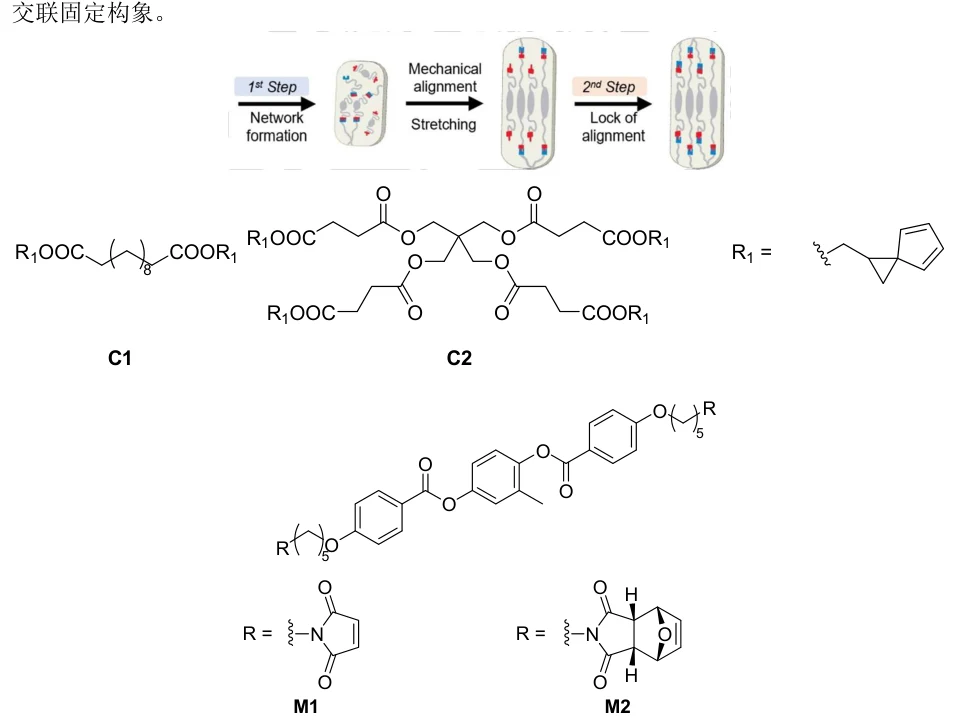 交联固定构象。
1st Step
Network
formation
Mechanical
alignment
Stretching
2nd Step
Lock of
alignment
R1OOC
8
COOR1
O
O
R1OOC
O
O
COOR1
R1 =
O
O
R1OOC
O
O
COOR1
C1
C2
O
R
5
O
O
O
O
O
R
5
O
O
R =
N
O
M1
O
H
R =
N
O
O
H
M2